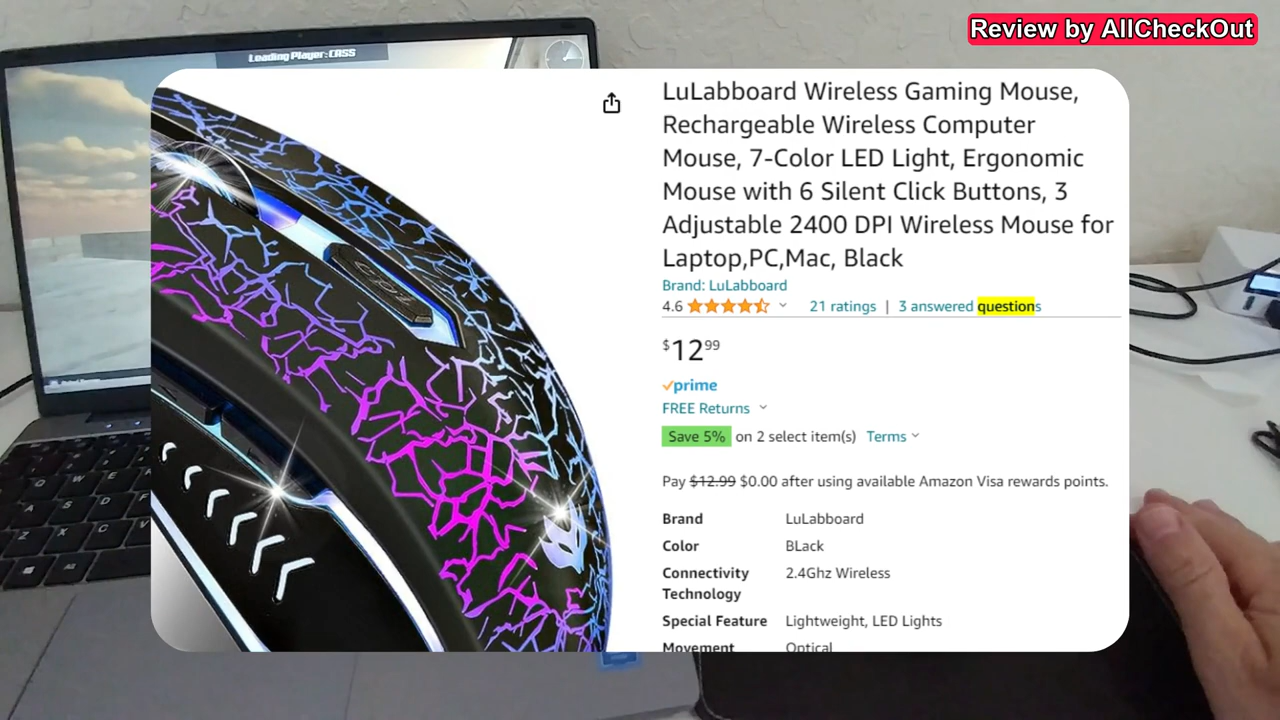 Review by AllCheckOut
Leading Player: CASS
LuLabboard Wireless Gaming Mouse,
Rechargeable Wireless Computer
Mouse, 7-Color LED Light, Ergonomic
Mouse with 6 Silent Click Buttons, 3
Adjustable 2400 DPI Wireless Mouse for
Laptop,PC,Mac, Black
Brand: LuLabboard
4.6 21 ratings | 3 answered questions
$1299
prime
FREE Returns
Save 5% on 2 select item(s) Terms
Pay $12.99 $0.00 after using available Amazon Visa rewards points.
Brand LuLabboard
Color BLack
Connectivity Technology 2.4Ghz Wireless
Special Feature Lightweight, LED Lights
Movement Optical